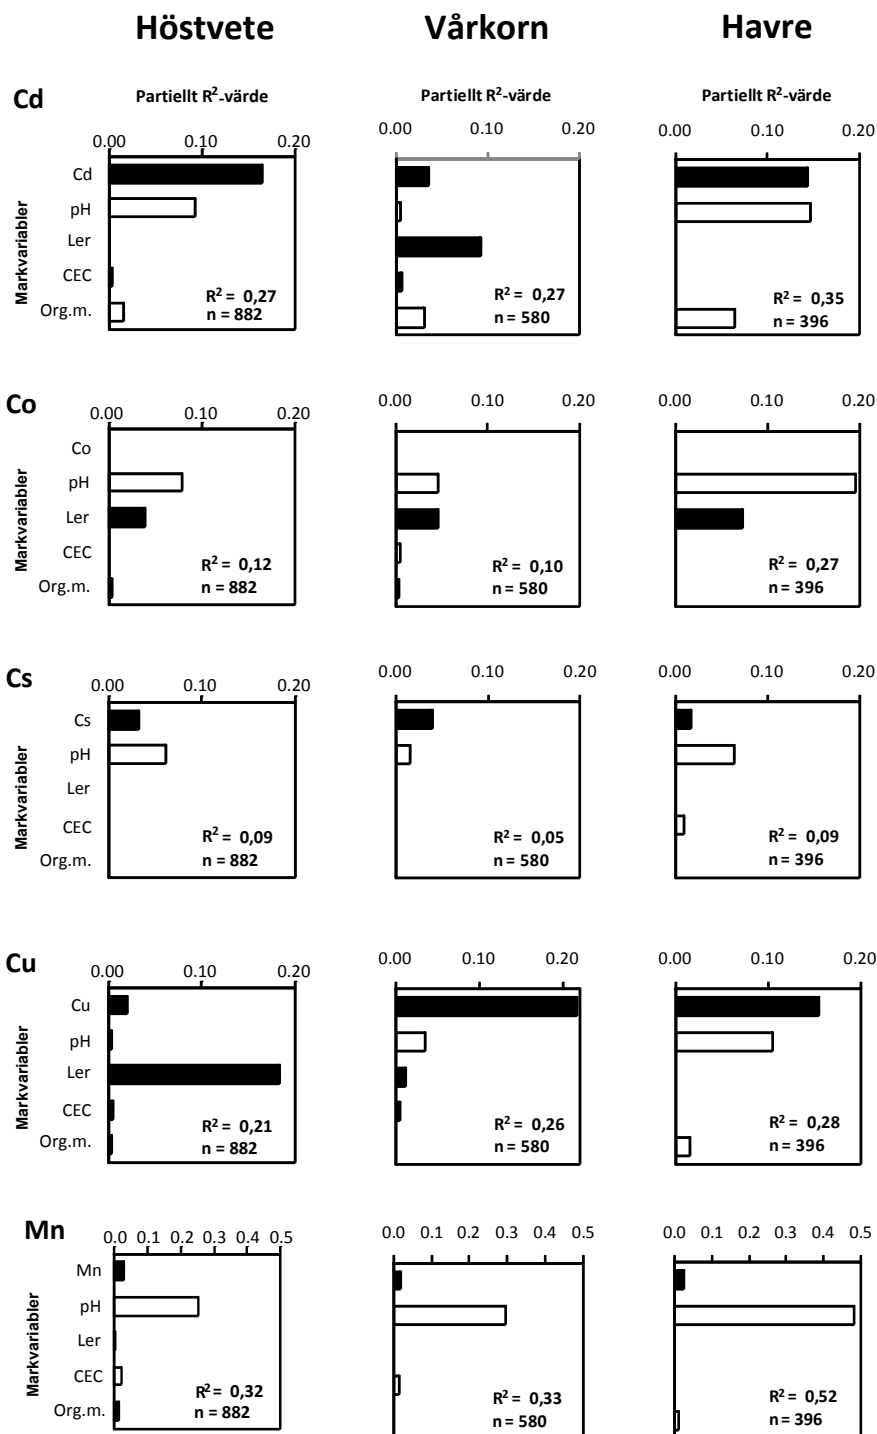 Höstvete Vårkorn Havre
Cd Partiellt R²-värde Partiellt R²-värde Partiellt R²-värde
0.00 0.10 0.20 0.00 0.10 0.20 0.00 0.10 0.20
Markvariabler
Cd
pH
Ler
CEC
Org.m.
R² = 0,27
n = 882
R² = 0,27
n = 580
R² = 0,35
n = 396
Co
0.00 0.10 0.20 0.00 0.10 0.20 0.00 0.10 0.20
Markvariabler
Co
pH
Ler
CEC
Org.m.
R² = 0,12
n = 882
R² = 0,10
n = 580
R² = 0,27
n = 396
Cs
0.00 0.10 0.20 0.00 0.10 0.20 0.00 0.10 0.20
Markvariabler
Cs
pH
Ler
CEC
Org.m.
R² = 0,09
n = 882
R² = 0,05
n = 580
R² = 0,09
n = 396
Cu
0.00 0.10 0.20 0.00 0.10 0.20 0.00 0.10 0.20
Markvariabler
Cu
pH
Ler
CEC
Org.m.
R² = 0,21
n = 882
R² = 0,26
n = 580
R² = 0,28
n = 396
Mn
0.0 0.1 0.2 0.3 0.4 0.5 0.0 0.1 0.2 0.3 0.4 0.5 0.0 0.1 0.2 0.3 0.4 0.5
Markvariabler
Mn
pH
Ler
CEC
Org.m.
R² = 0,32
n = 882
R² = 0,33
n = 580
R² = 0,52
n = 396